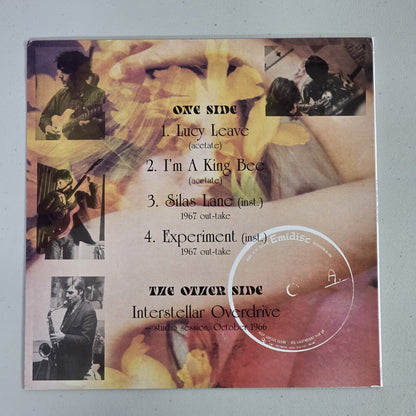 ONE SIDE
1. Lucy Leave
(acetate)
2. I'm A King Bee
(acetate)
3. Silas Lane (inst.)
1967 out-take
4. Experiment (inst.)
1967 out-take
Emidisc
A.
THE OTHER SIDE
Interstellar Overdrive
studio session, October 1966